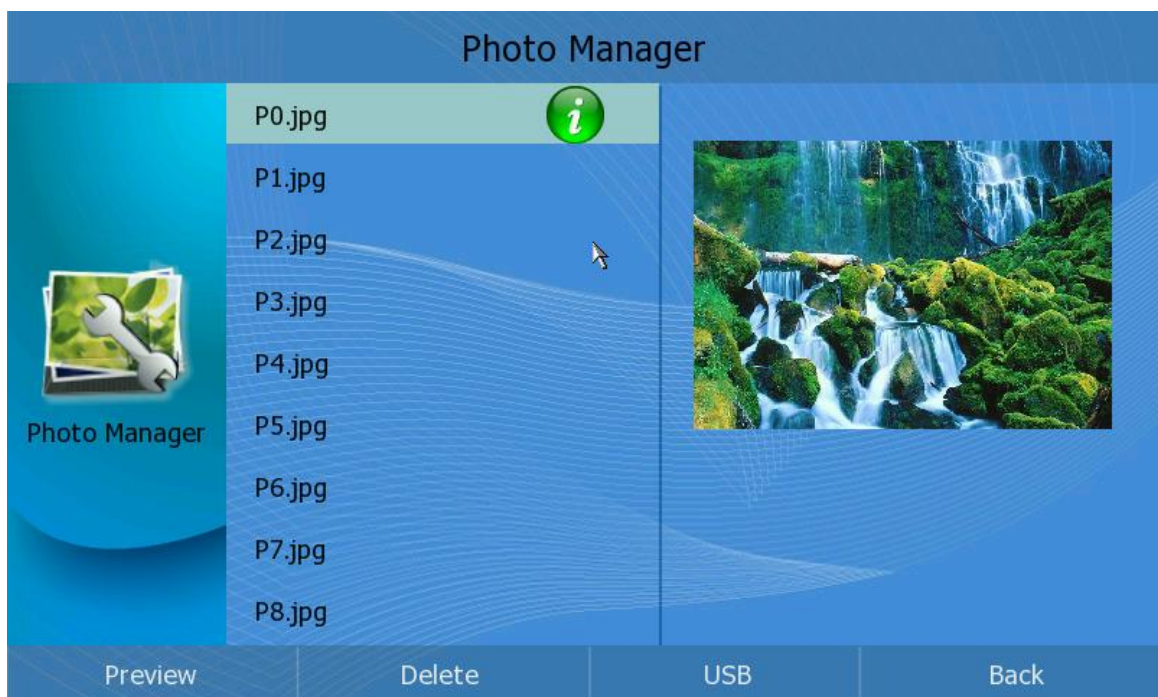 Photo Manager
P0.jpg
i
P1.jpg
P2.jpg
P3.jpg
P4.jpg
Photo Manager
P5.jpg
P6.jpg
P7.jpg
P8.jpg
Preview Delete USB Back